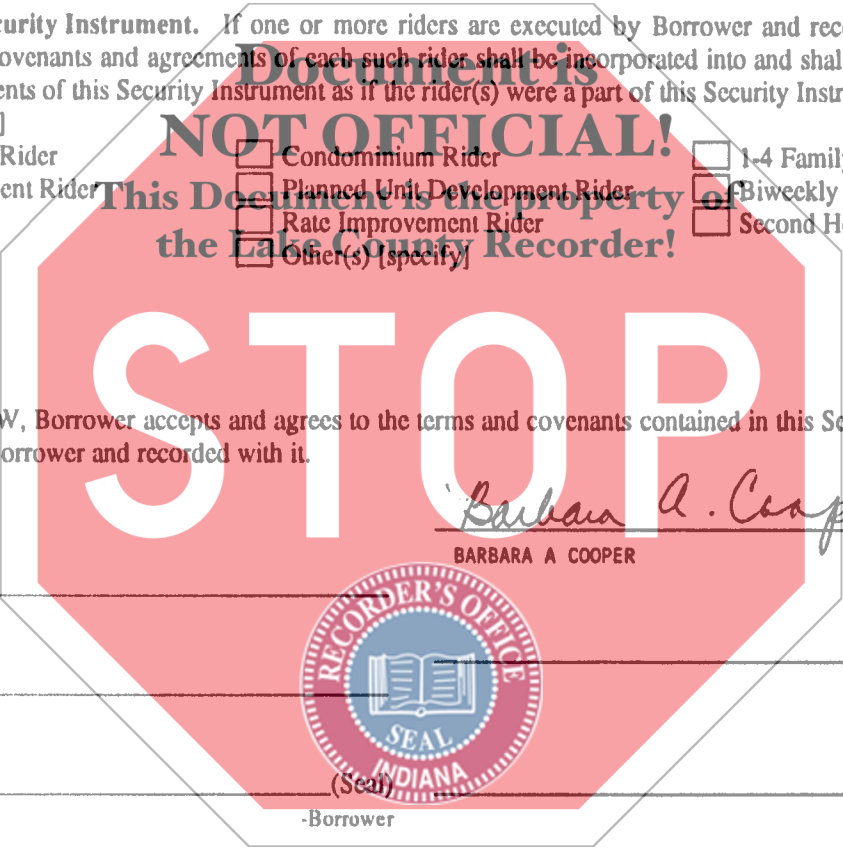 curity Instrument. If one or more riders are executed by Borrower and rec
ovenants and agreements of each such rider shall be incorporated into and shal
ents of this Security Instrument as if the rider(s) were a part of this Security Instr
]
Rider Condominium Rider 1-4 Famil
ent Rider Planned Unit Development Rider Biweekly
Rate Improvement Rider Second H
Other(s) [specify]
Document is
NOT OFFICIAL!
This Document is the property of
the Lake County Recorder!
STOP
W, Borrower accepts and agrees to the terms and covenants contained in this Se
orrower and recorded with it.
Barbara A. Coop
BARBARA A COOPER
RECORDER'S OFFICE
SEAL
INDIANA
(Seal)
-Borrower